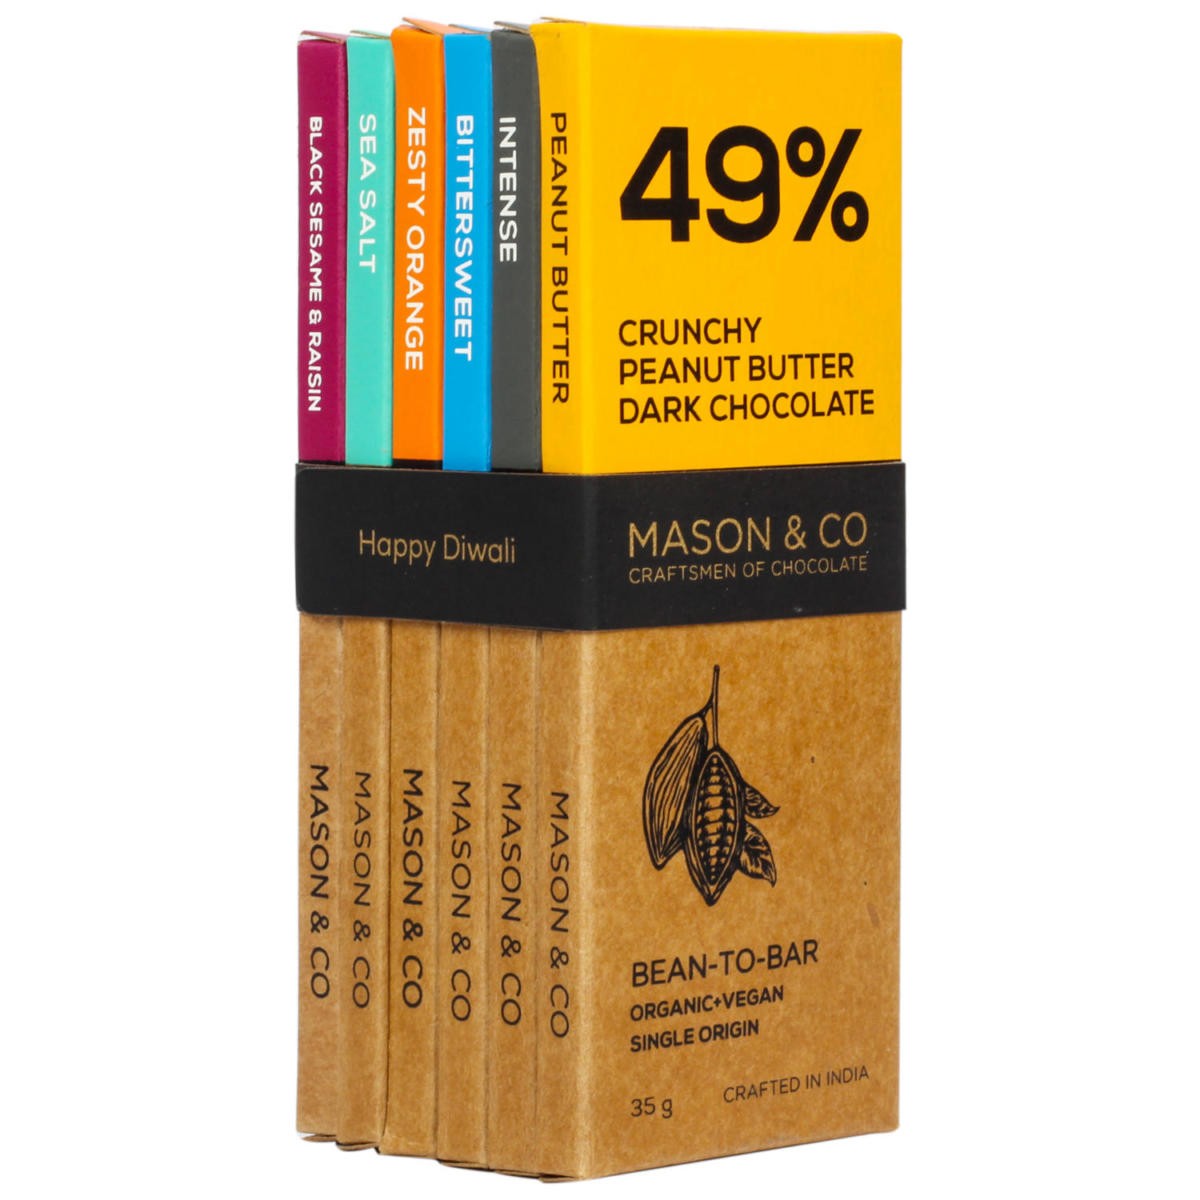 BLACK SESAME & RAISIN
SEA SALT
ZESTY ORANGE
BITTERSWEET
INTENSE
PEANUT BUTTER
49%
CRUNCHY
PEANUT BUTTER
DARK CHOCOLATE
Happy Diwali
MASON & CO
CRAFTSMEN OF CHOCOLATE
MASON & CO
MASON & CO
MASON & CO
MASON & CO
MASON & CO
MASON & CO
BEAN-TO-BAR
ORGANIC+VEGAN
SINGLE ORIGIN
35 g
CRAFTED IN INDIA